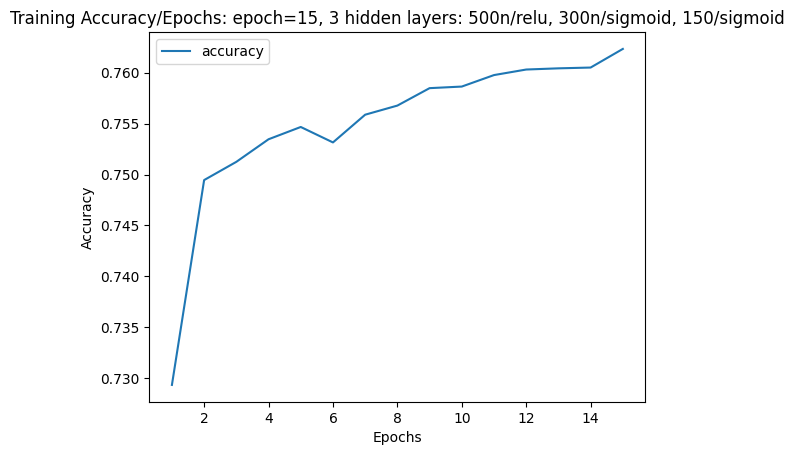 Training Accuracy/Epochs: epoch=15, 3 hidden layers: 500n/relu, 300n/sigmoid, 150/sigmoid
accuracy
0.760
0.755
0.750
0.745
0.740
0.735
0.730
Accuracy
2 4 6 8 10 12 14
Epochs